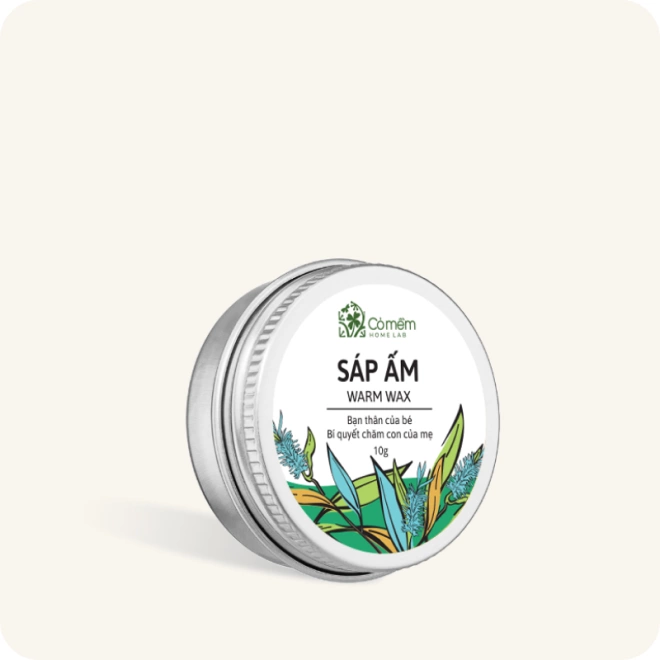 Cỏ mềm
HOME LAB
SÁP ẤM
WARM WAX
Bạn thân của bé
Bí quyết chăm con của mẹ
10g